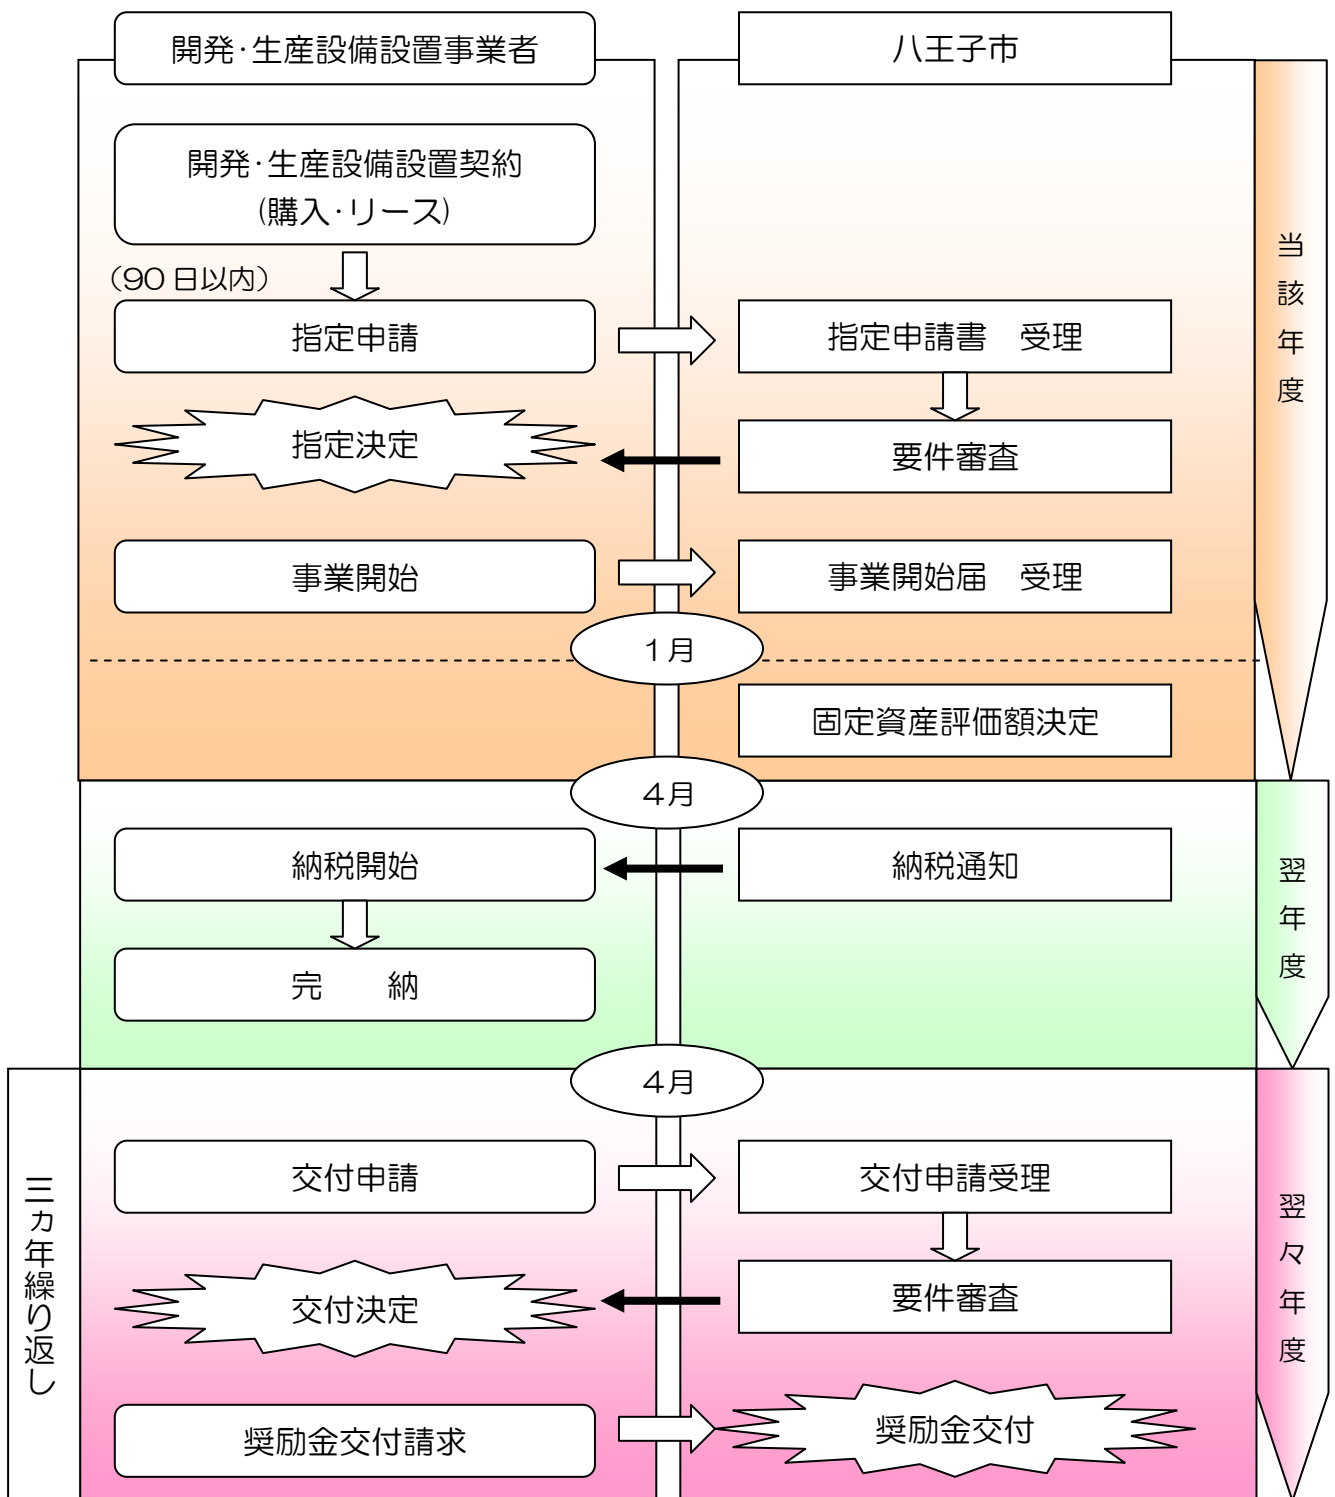 開発･生産設備設置事業者
八王子市
開発･生産設備設置契約
(購入･リース)
（90日以内）
指定申請
指定申請書　受理
指定決定
要件審査
事業開始
事業開始届　受理
1月
固定資産評価額決定
当該年度
4月
納税開始
納税通知
完　　納
翌年度
4月
交付申請
交付申請受理
交付決定
要件審査
奨励金交付請求
奨励金交付
三ヵ年繰り返し
翌々年度